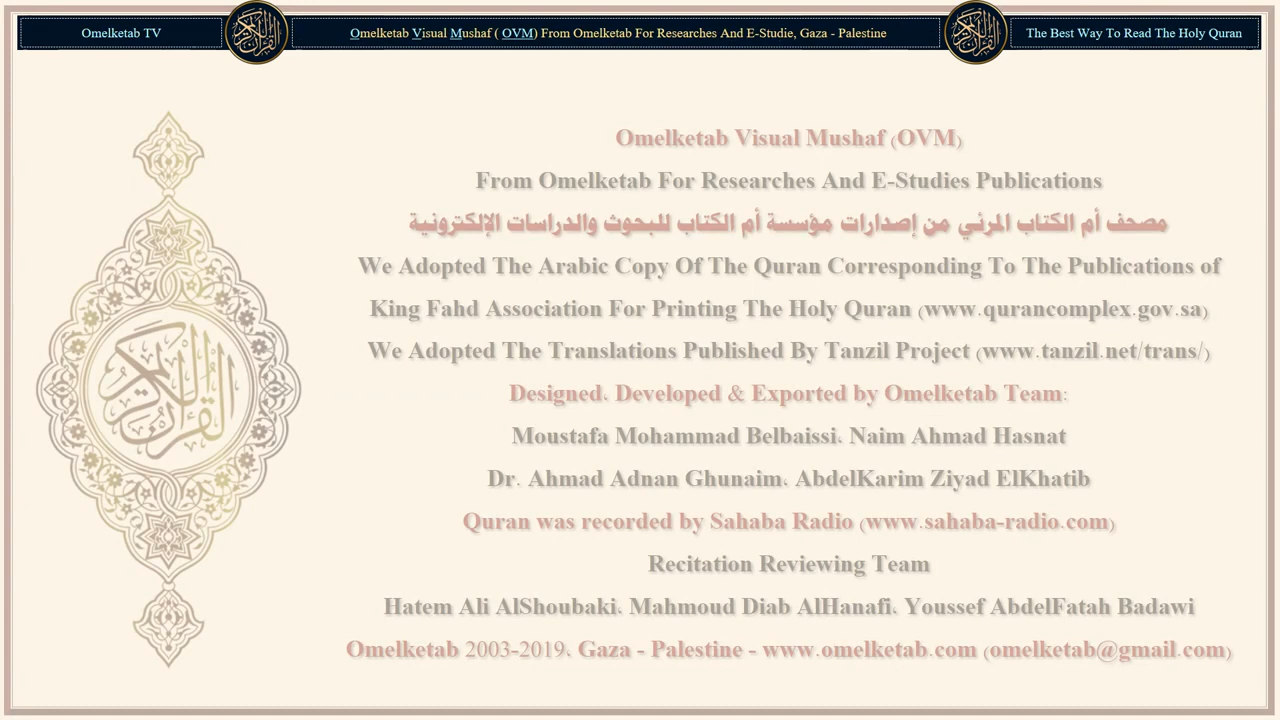 Omelketab TV
Omelketab Visual Mushaf ( OVM) From Omelketab For Researches And E-Studie, Gaza - Palestine
The Best Way To Read The Holy Quran
Omelketab Visual Mushaf (OVM)
From Omelketab For Researches And E-Studies Publications
مصحف أم الكتاب المرئي من إصدارات مؤسسة أم الكتاب للبحوث والدراسات الإلكترونية
We Adopted The Arabic Copy Of The Quran Corresponding To The Publications of
King Fahd Association For Printing The Holy Quran (www.qurancomplex.gov.sa)
We Adopted The Translations Published By Tanzil Project (www.tanzil.net/trans/)
Designed، Developed & Exported by Omelketab Team:
Moustafa Mohammad Belbaissi، Naim Ahmad Hasnat
Dr. Ahmad Adnan Ghunaim، AbdelKarim Ziyad ElKhatib
Quran was recorded by Sahaba Radio (www.sahaba-radio.com)
Recitation Reviewing Team
Hatem Ali AlShoubaki، Mahmoud Diab AlHanafi، Youssef AbdelFatah Badawi
Omelketab 2003-2019، Gaza - Palestine - www.omelketab.com (omelketab@gmail.com)
القرآن الكريم